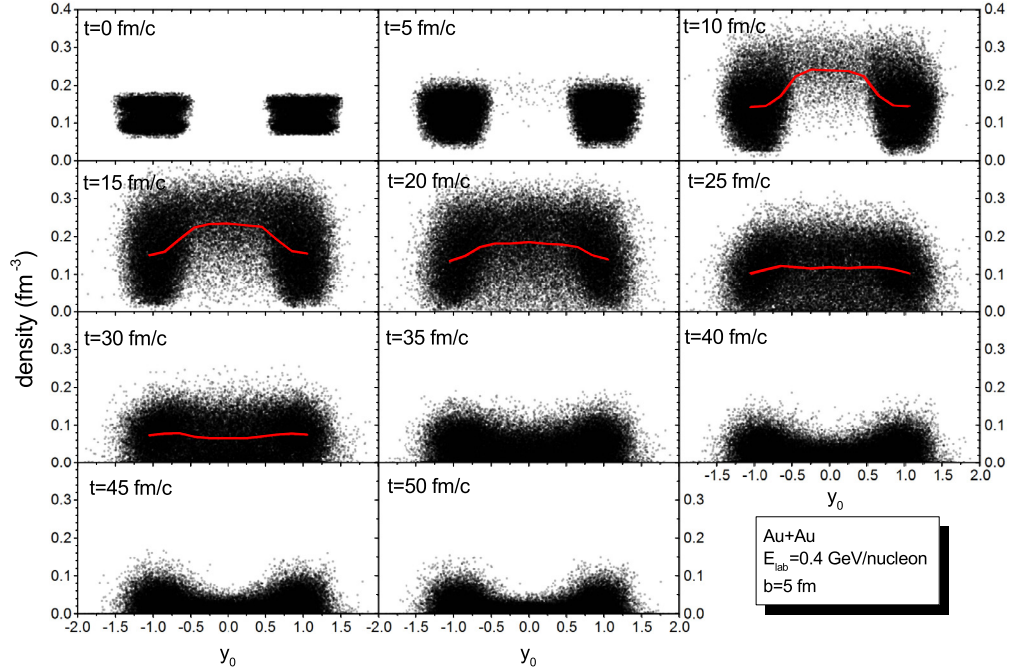 t=0 fm/c
t=5 fm/c
t=10 fm/c
0.4
0.3
0.2
0.1
0.0
0.4
0.3
0.2
0.1
0.0
t=15 fm/c
t=20 fm/c
t=25 fm/c
0.3
0.2
0.1
0.0
0.3
0.2
0.1
0.0
density (fm⁻³)
t=30 fm/c
t=35 fm/c
t=40 fm/c
0.3
0.2
0.1
0.0
0.3
0.2
0.1
0.0
-1.5 -1.0 -0.5 0.0 0.5 1.0 1.5 2.0
y₀
t=45 fm/c
t=50 fm/c
0.3
0.2
0.1
0.0
0.3
0.2
0.1
0.0
-2.0 -1.5 -1.0 -0.5 0.0 0.5 1.0 1.5 -2.0 -1.5 -1.0 -0.5 0.0 0.5 1.0 1.5 2.0
y₀
y₀
Au+Au
E_lab=0.4 GeV/nucleon
b=5 fm